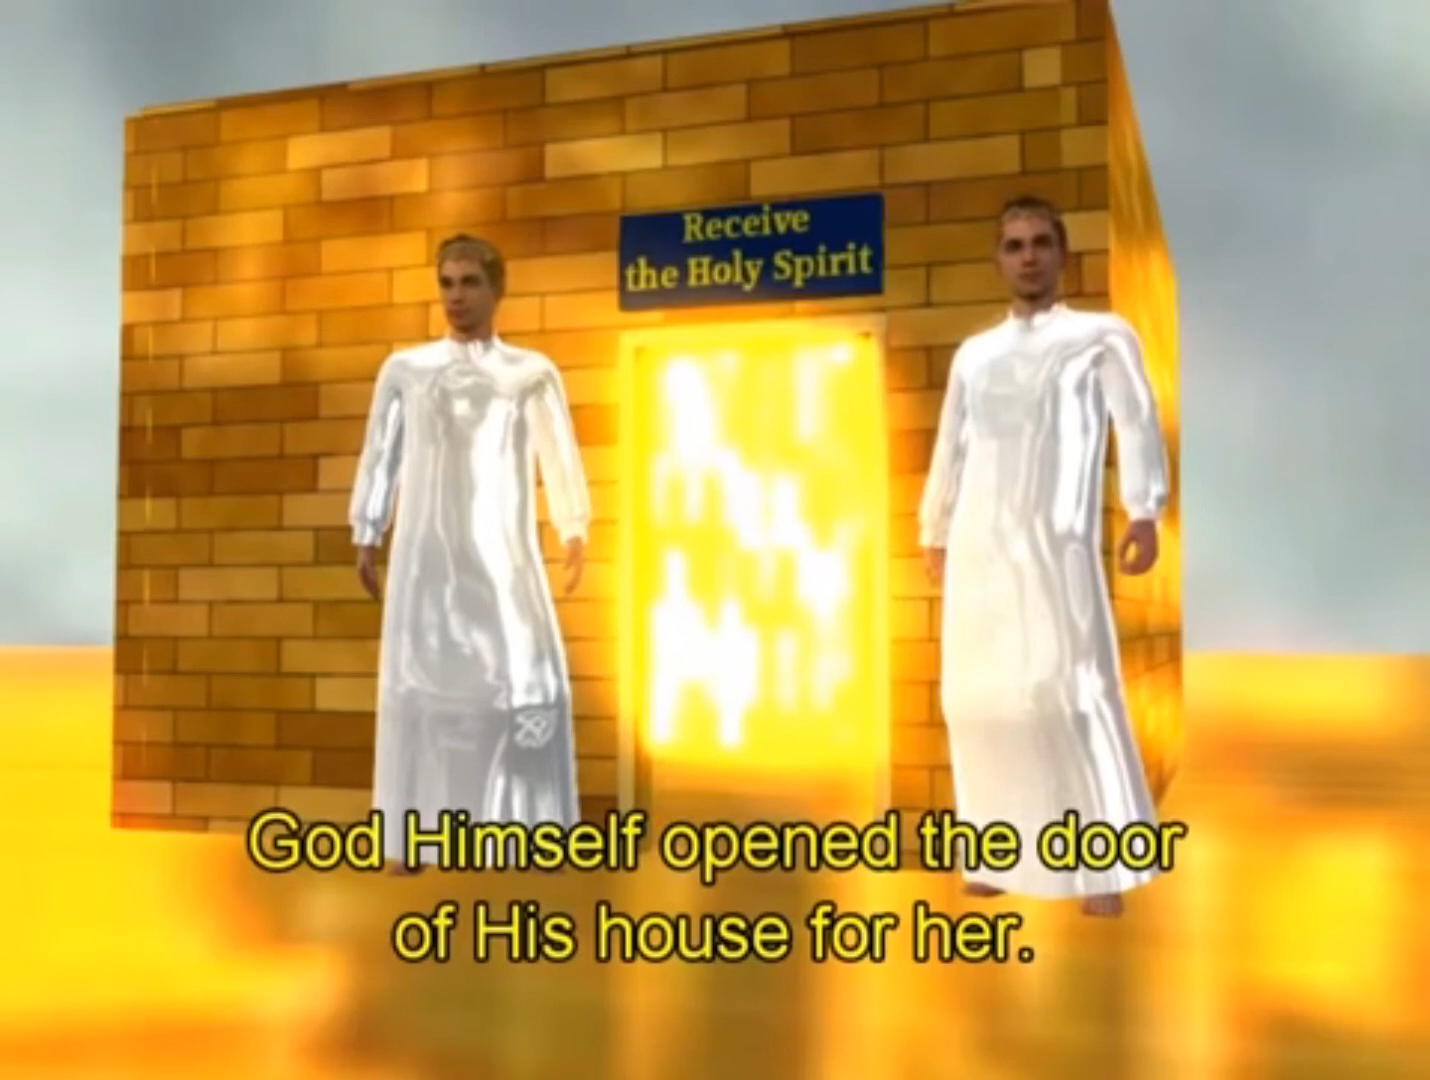 Receive
the Holy Spirit
God Himself opened the door
of His house for her.